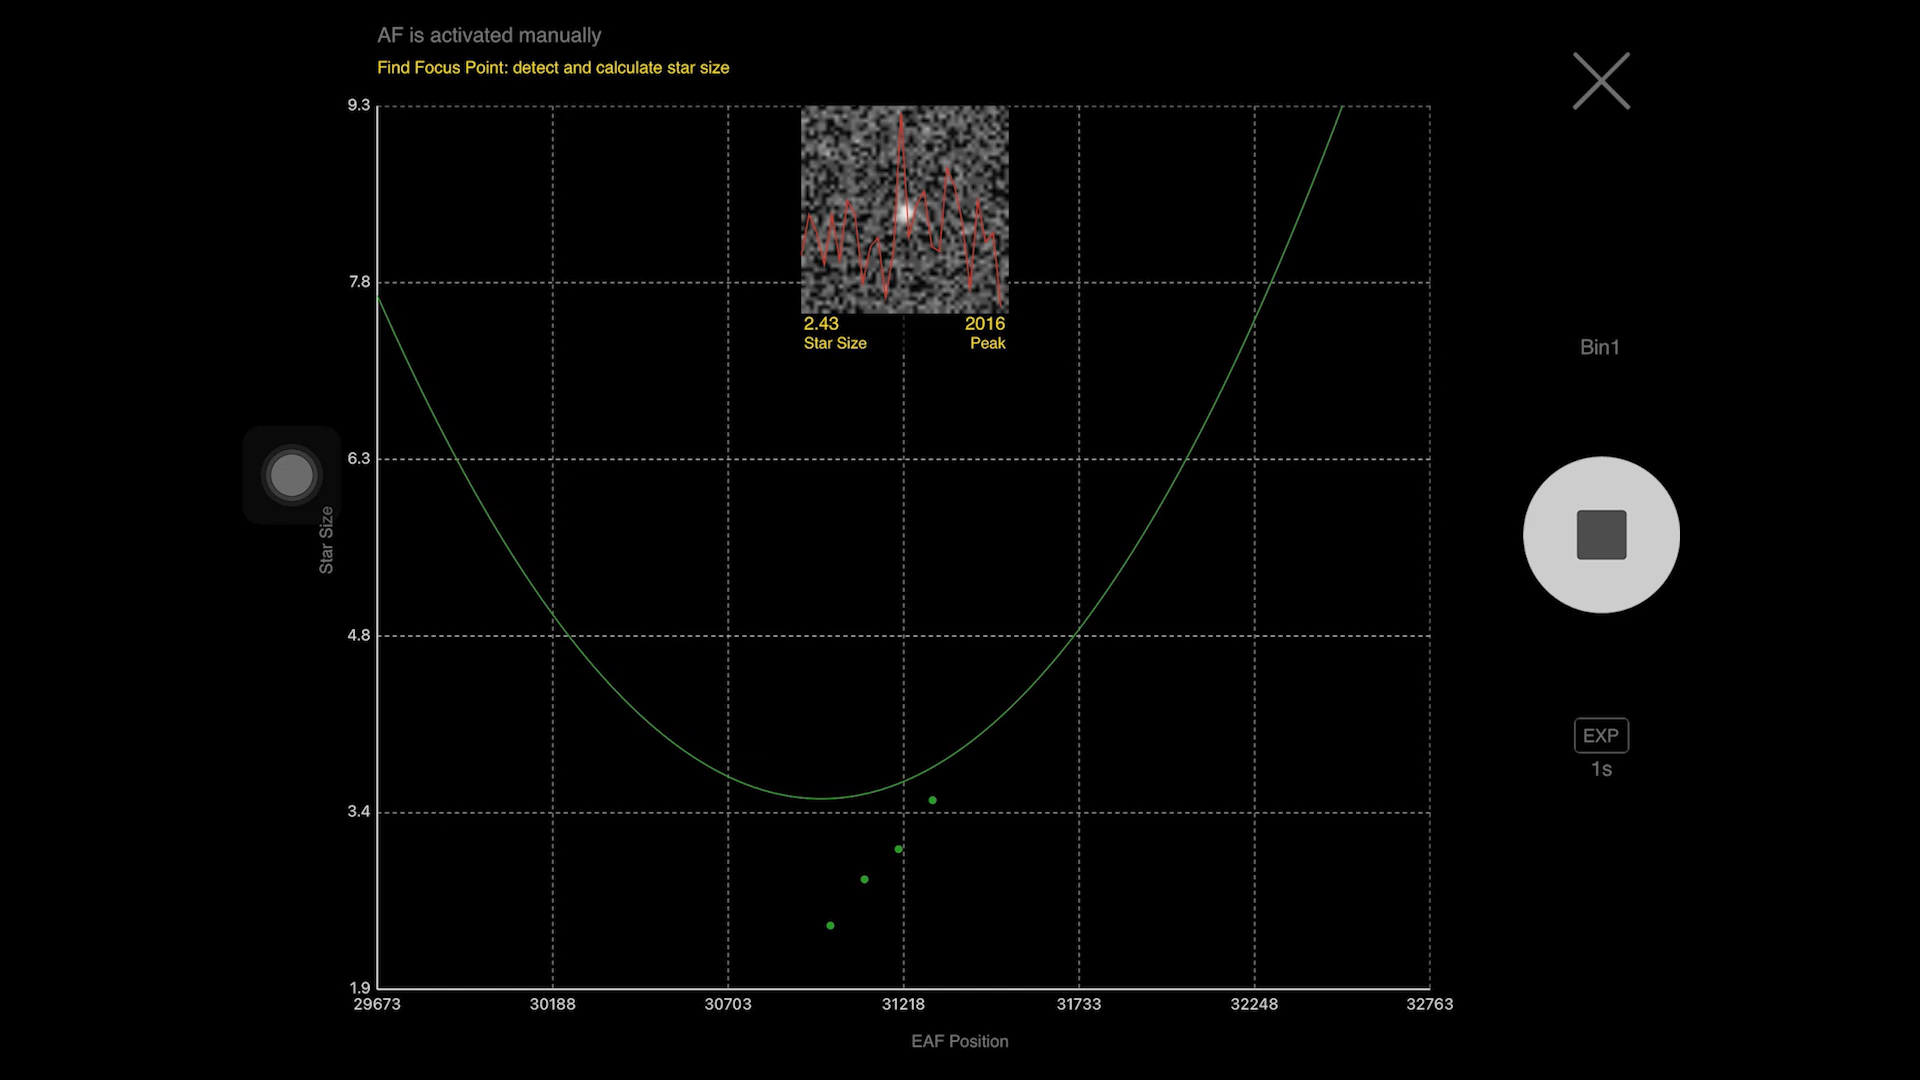 AF is activated manually
Find Focus Point: detect and calculate star size
9.3
7.8
6.3
4.8
3.4
1.9
Star Size
2.43 2016
Star Size Peak
29673 30188 30703 31218 31733 32248 32763
EAF Position
Bin1
EXP
1s